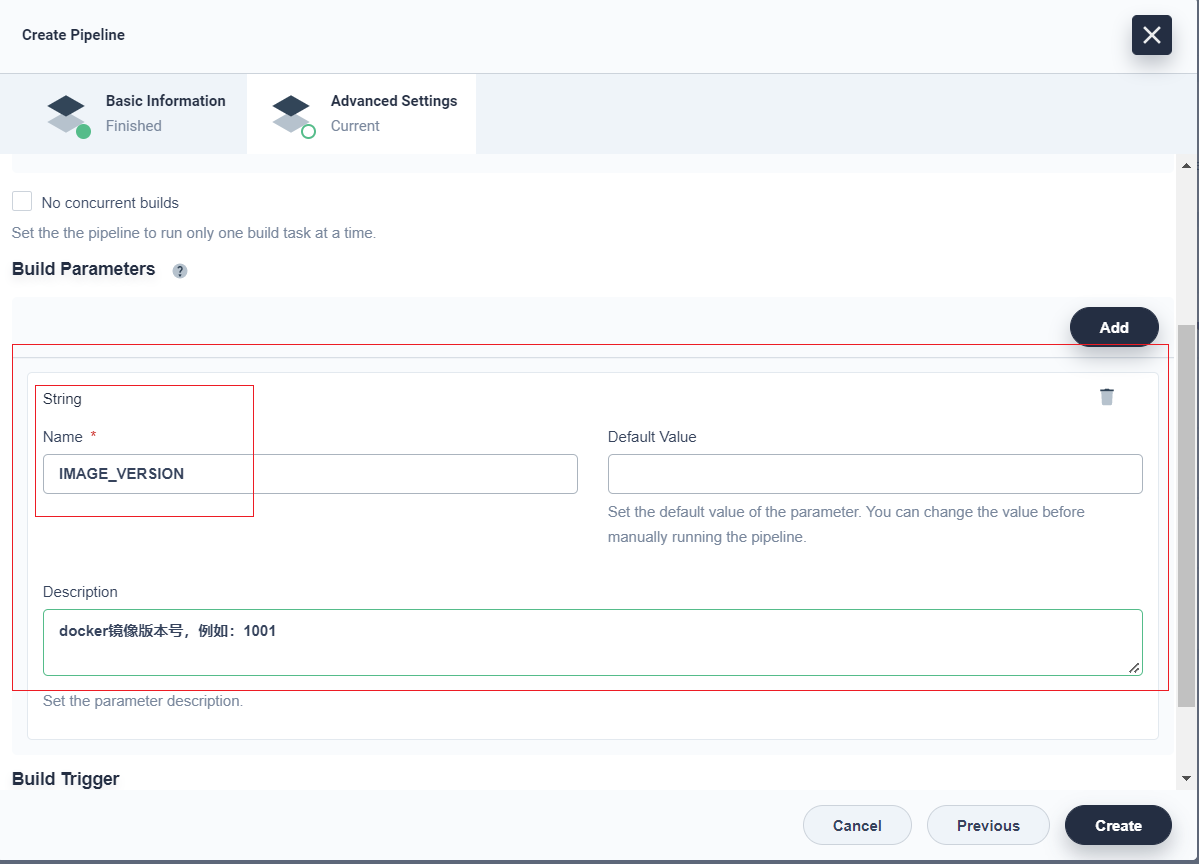 Create Pipeline
Basic Information
Finished
Advanced Settings
Current
No concurrent builds
Set the the pipeline to run only one build task at a time.
Build Parameters ?
Add
String
Name *
IMAGE_VERSION
Default Value
Set the default value of the parameter. You can change the value before
manually running the pipeline.
Description
docker镜像版本号，例如：1001
Set the parameter description.
Build Trigger
Cancel
Previous
Create